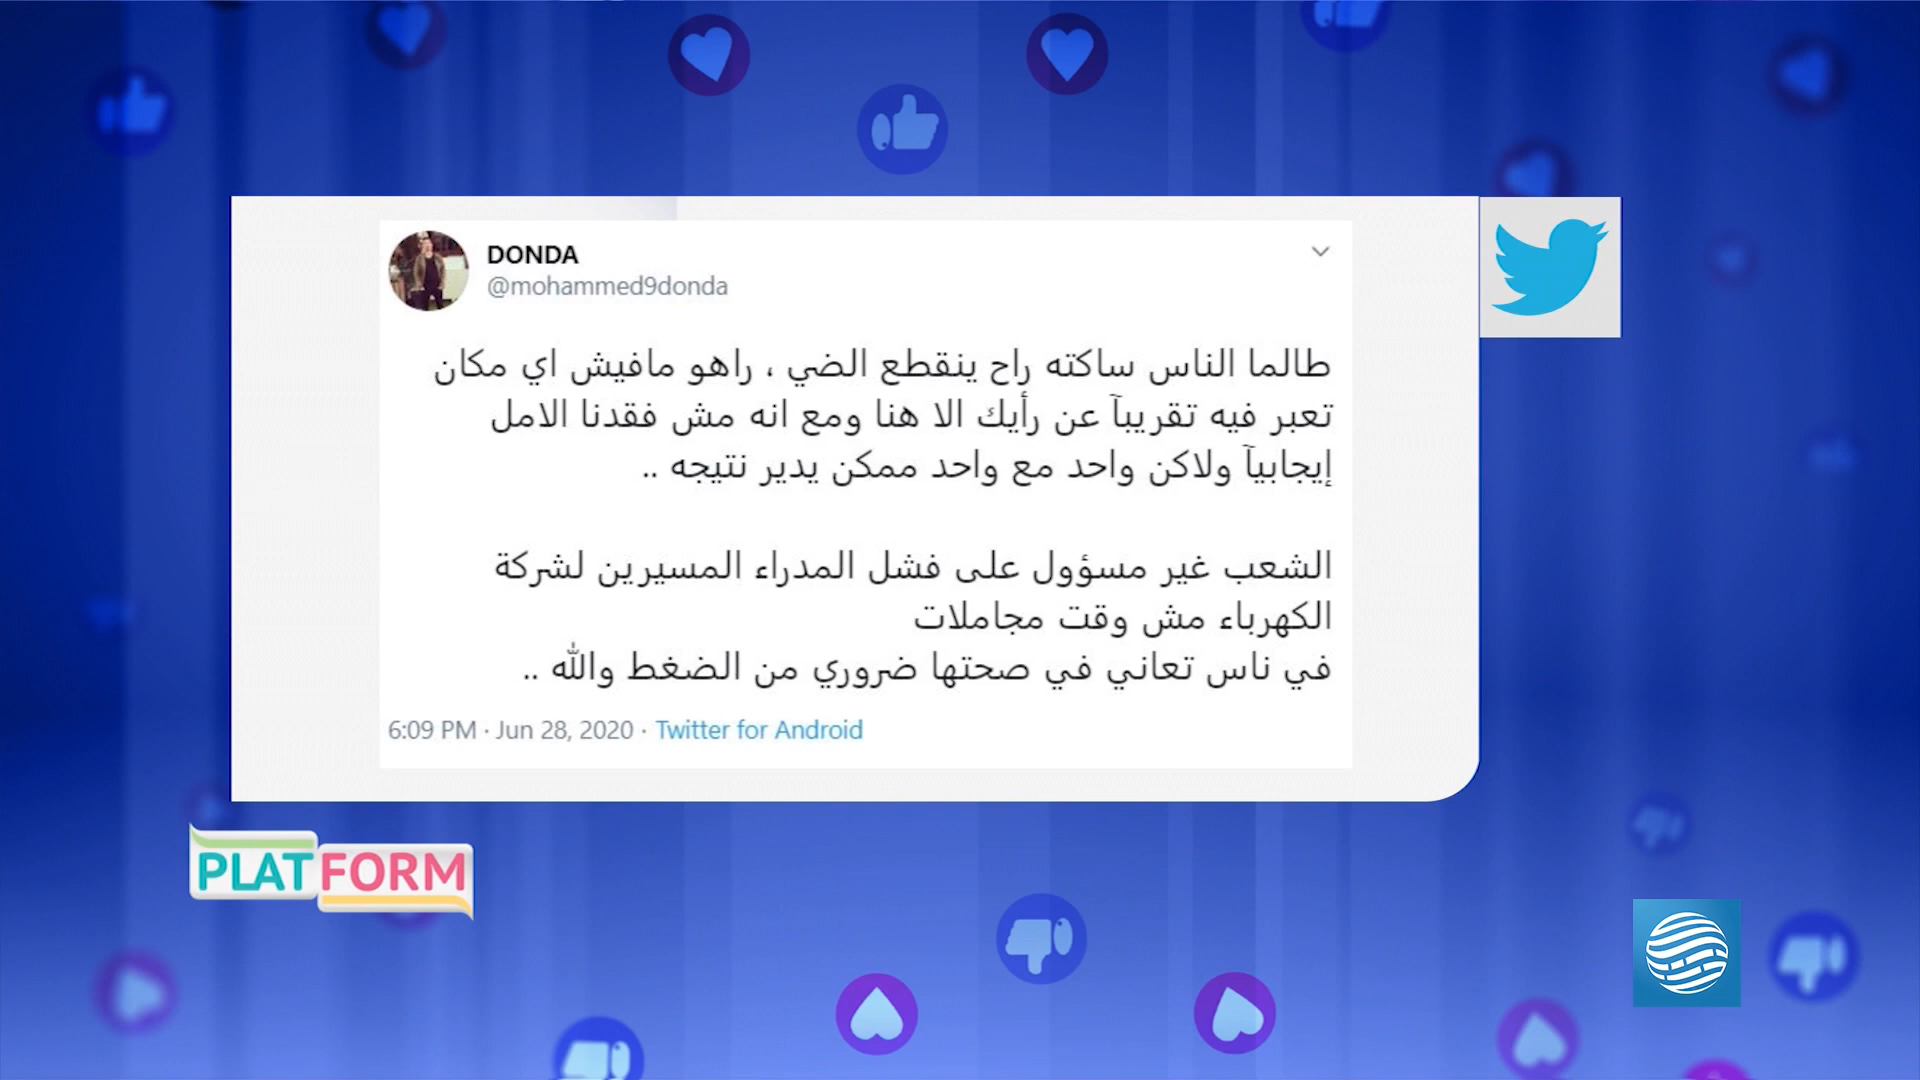 DONDA
@mohammed9donda
طالما الناس ساكته راح ينقطع الضي ، راهو مافيش اي مكان
تعبر فيه تقريبآ عن رأيك الا هنا ومع انه مش فقدنا الامل
إيجابيآ ولاكن واحد مع واحد ممكن يدير نتيجه ..
الشعب غير مسؤول على فشل المدراء المسيرين لشركة
الكهرباء مش وقت مجاملات
في ناس تعاني في صحتها ضروري من الضغط والله ..
6:09 PM · Jun 28, 2020 · Twitter for Android
PLATFORM